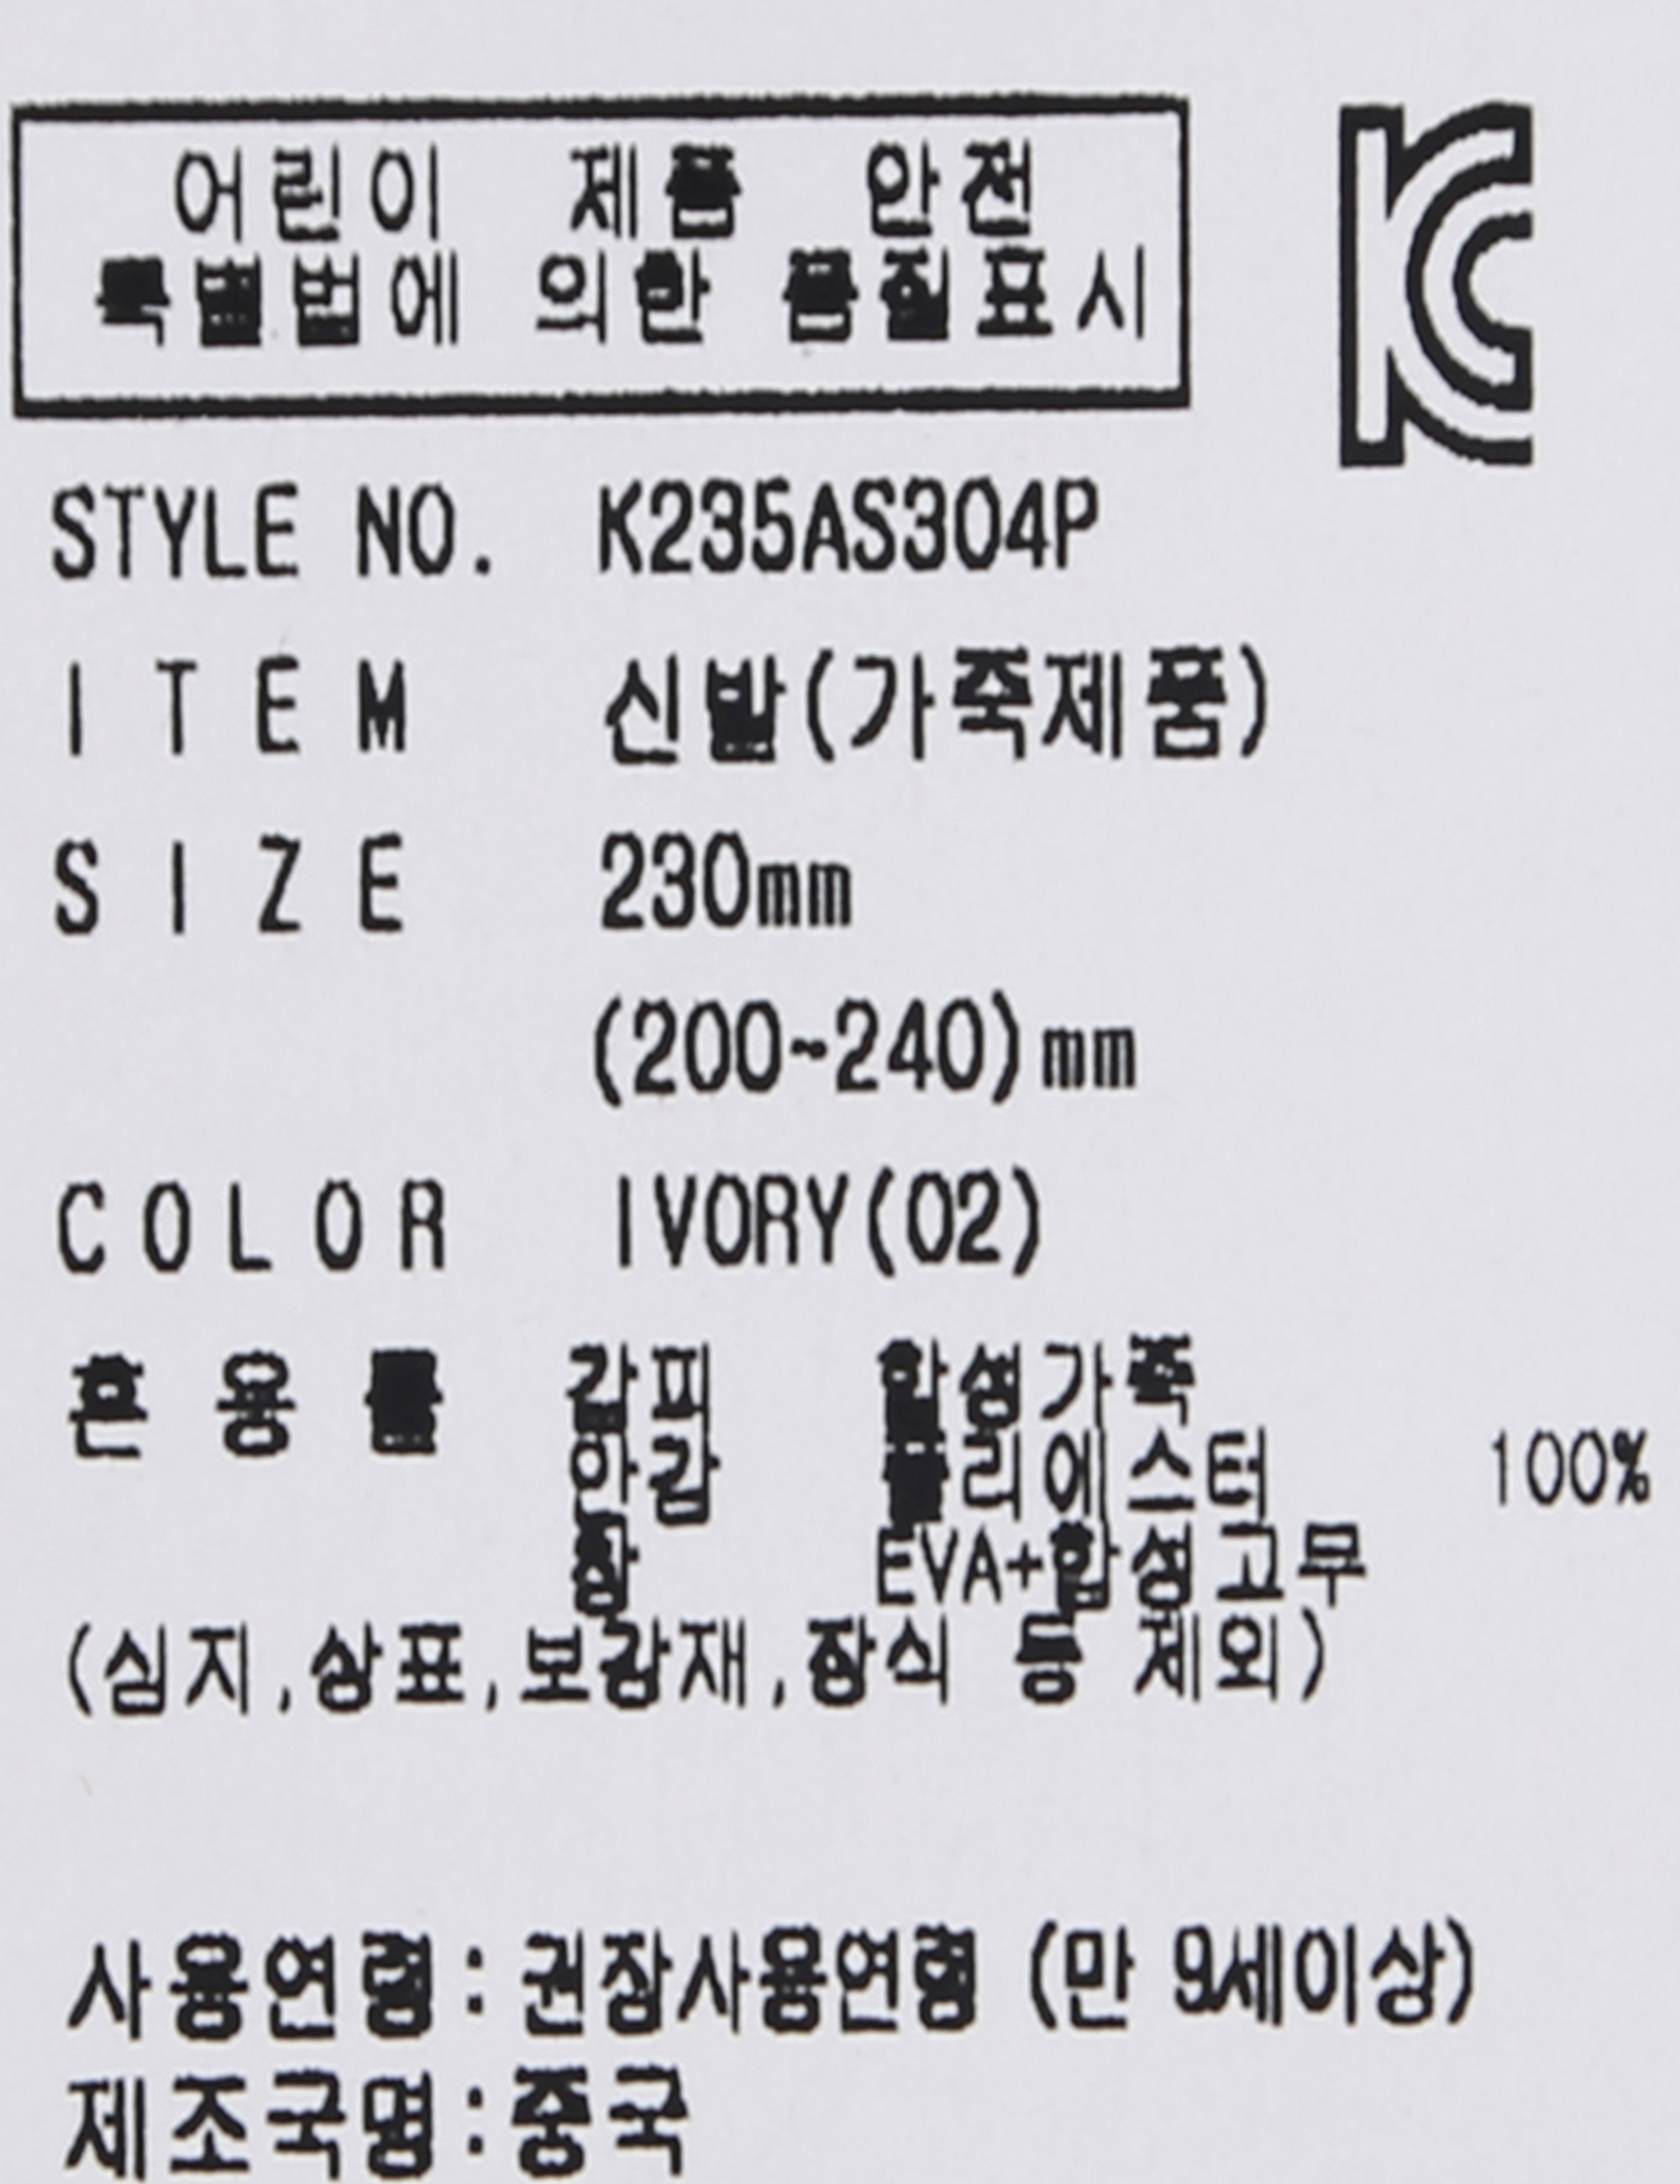 어린이 제품 안전
특별법에 의한 품질표시
KC
STYLE NO. K235AS304P
ITEM 신발(가죽제품)
SIZE 230mm
(200~240)mm
COLOR IVORY(02)
혼용률 겉피 합성가죽
안감 폴리에스터 100%
창 EVA+합성고무
(심지,상표,보강재,장식 등 제외)
사용연령:권장사용연령 (만 9세이상)
제조국명:중국